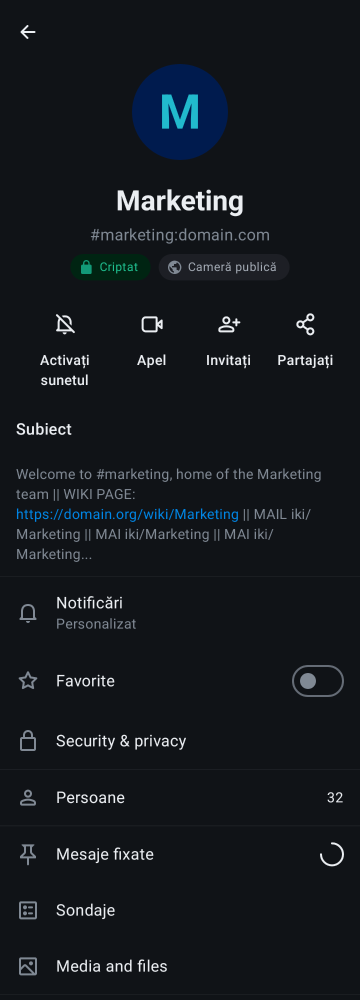 M
Marketing
#marketing:domain.com
Criptat
Cameră publică
Activați
sunetul
Apel
Invitați
Partajați
Subiect
Welcome to #marketing, home of the Marketing
team || WIKI PAGE:
https://domain.org/wiki/Marketing || MAIL iki/
Marketing || MAI iki/Marketing || MAI iki/
Marketing...
Notificări
Personalizat
Favorite
Security & privacy
Persoane
32
Mesaje fixate
Sondaje
Media and files